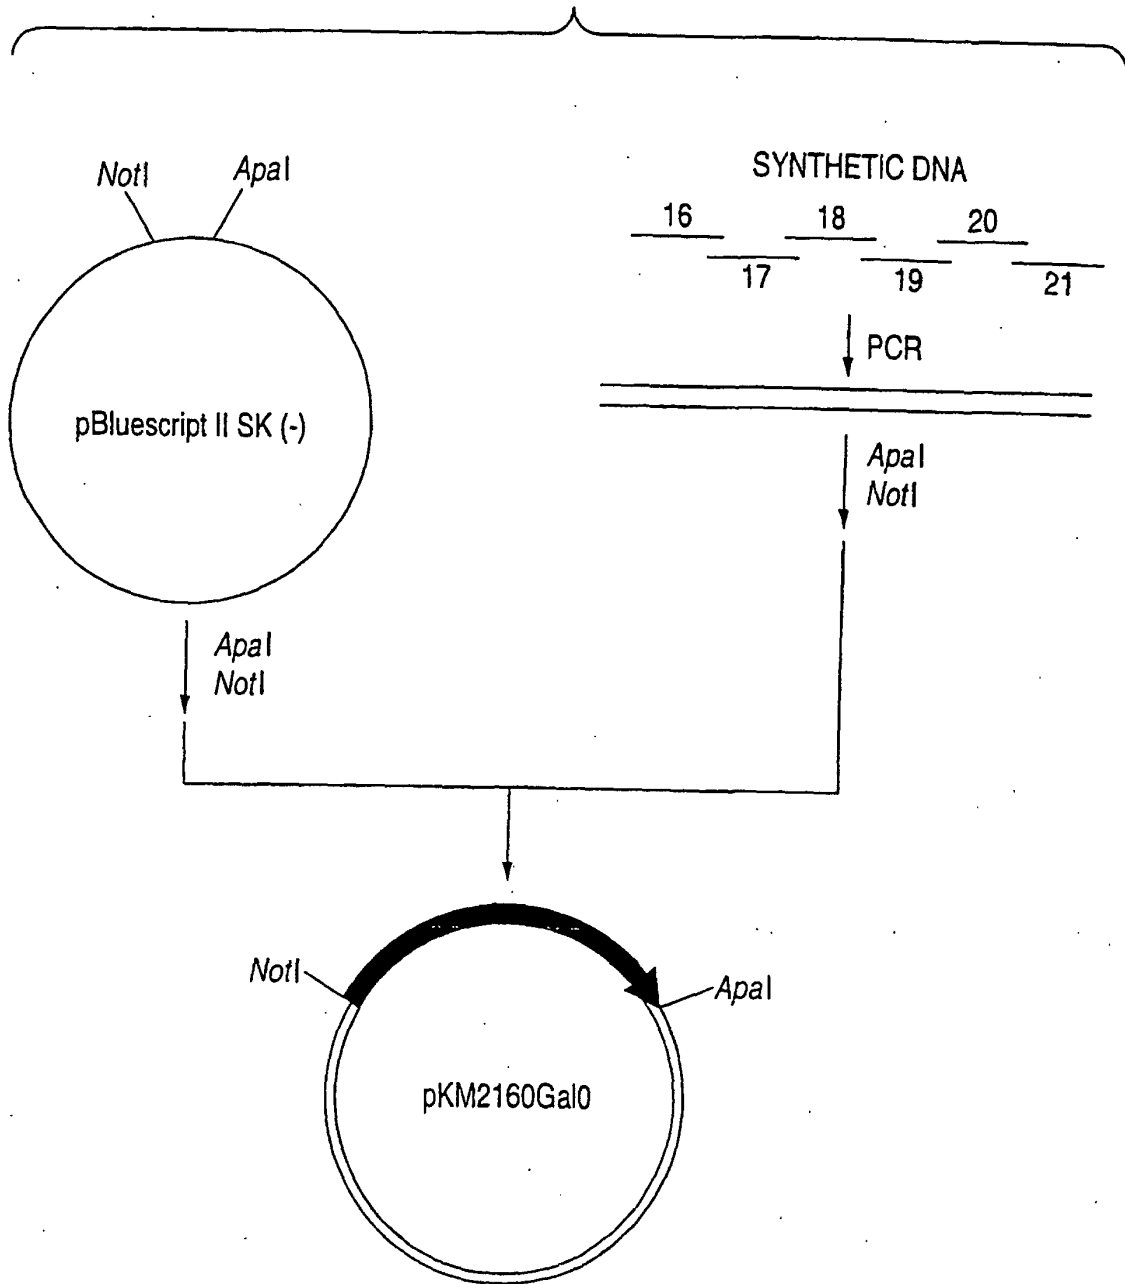 NotI
ApaI
pBluescript II SK (-)
ApaI
NotI
SYNTHETIC DNA
16
18
20
17
19
21
PCR
ApaI
NotI
NotI
ApaI
pKM2160Gal0